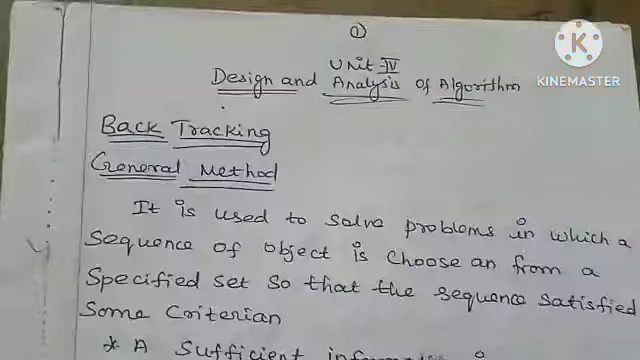 ①
Unit-IV
Design and Analysis of Algorithm
KINEMASTER
Back Tracking
General Method
It is used to solve problems in which a
sequence of object is choose an from a
specified set so that the sequence satisfied
some criterian
* A sufficient